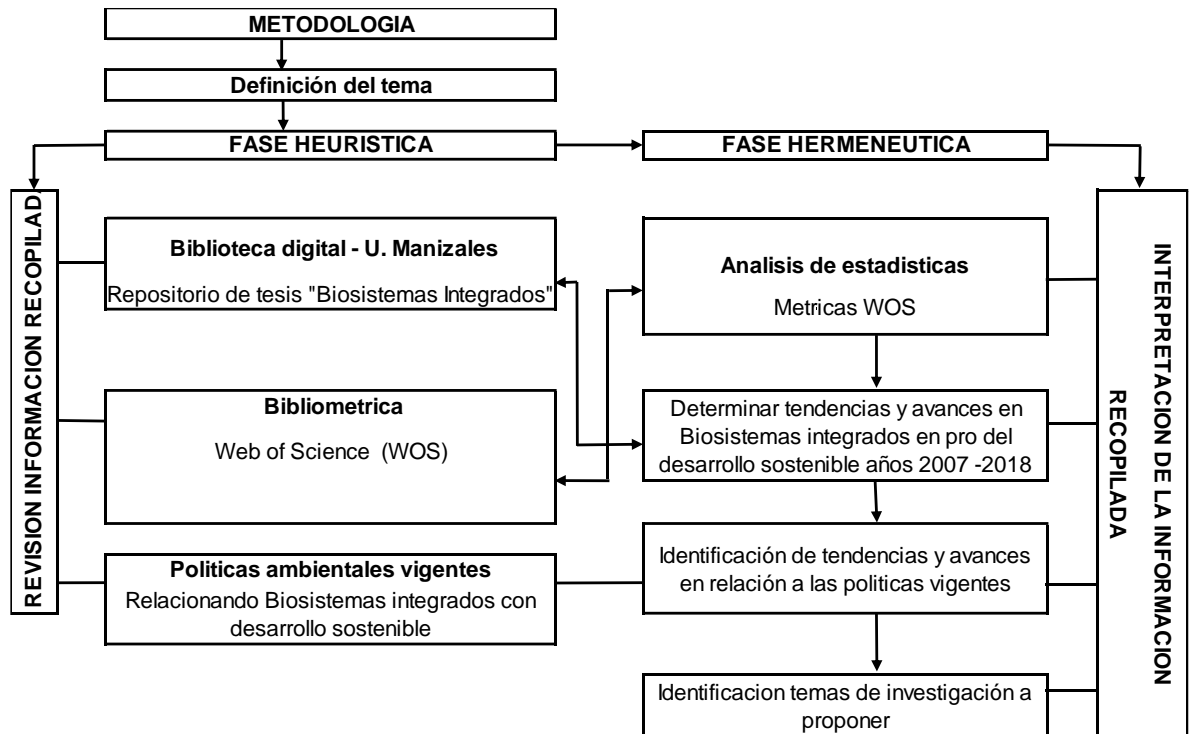 METODOLOGIA
Definición del tema
FASE HEURISTICA
FASE HERMENEUTICA
REVISION INFORMACION RECOPILAD
Biblioteca digital - U. Manizales
Repositorio de tesis "Biosistemas Integrados"
Bibliometrica
Web of Science (WOS)
Politicas ambientales vigentes
Relacionando Biosistemas integrados con
desarrollo sostenible
Analisis de estadisticas
Metricas WOS
Determinar tendencias y avances en
Biosistemas integrados en pro del
desarrollo sostenible años 2007 -2018
Identificación de tendencias y avances
en relación a las politicas vigentes
Identificacion temas de investigación a
proponer
INTERPRETACION DE LA INFORMACION
RECOPILADA